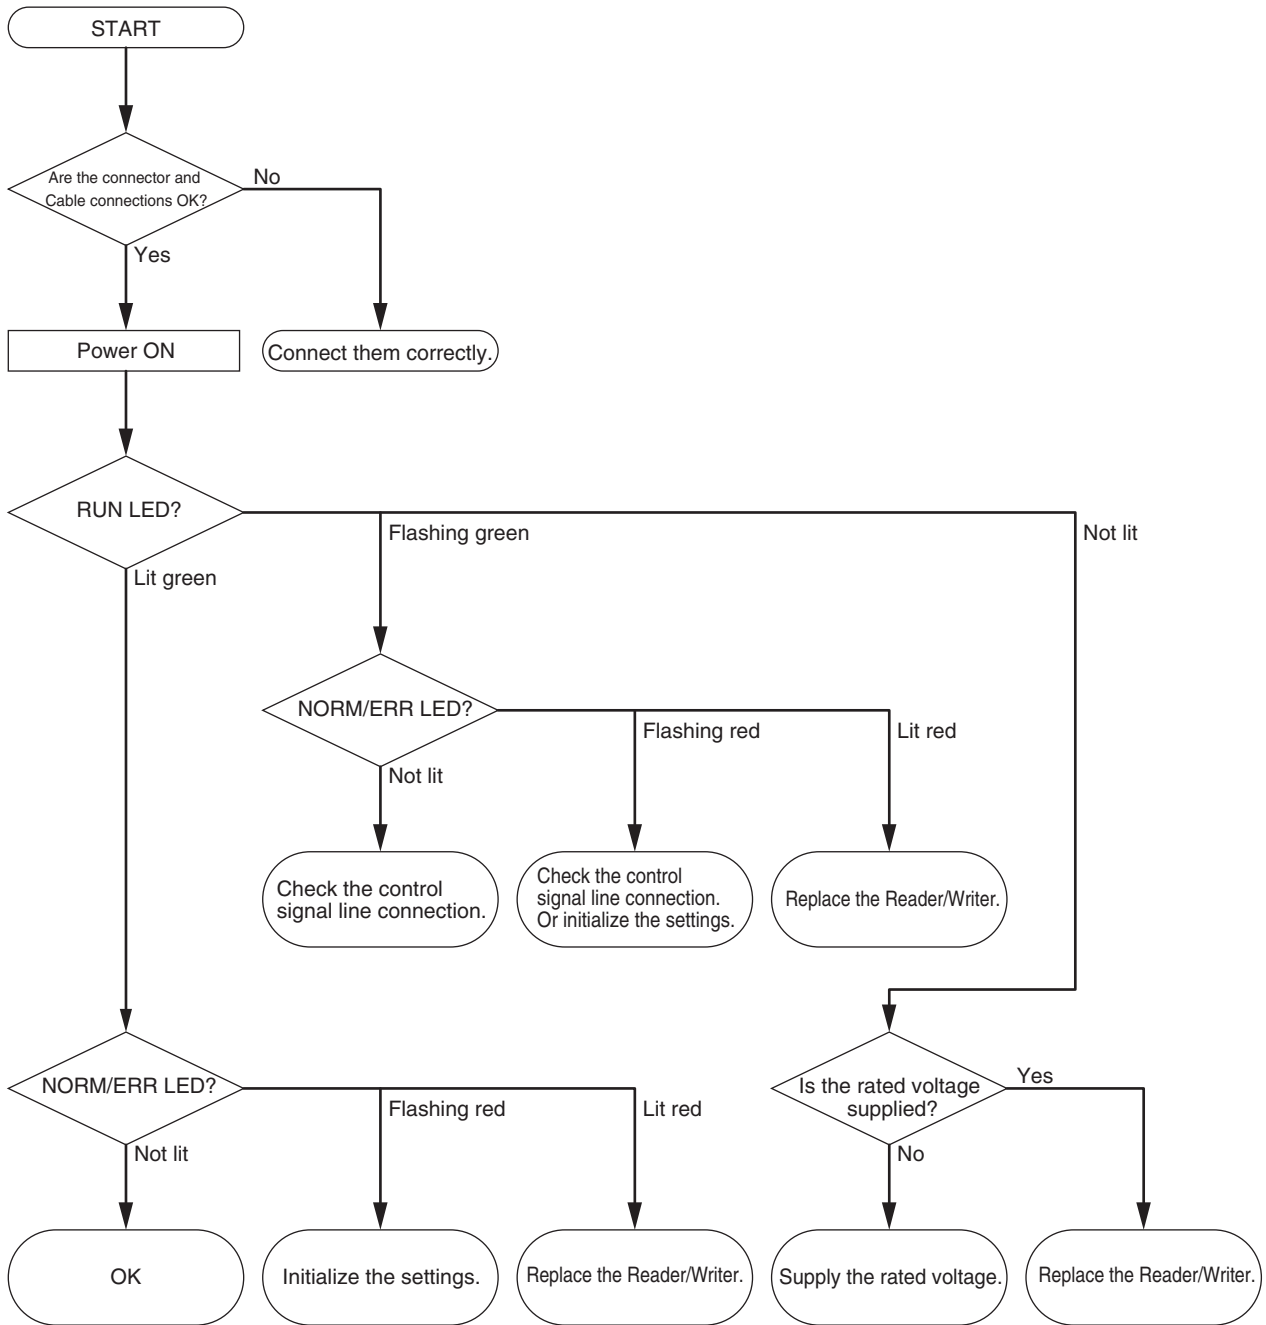 START
Are the connector and
Cable connections OK?
No
Yes
Power ON
Connect them correctly.
RUN LED?
Flashing green
Not lit
Lit green
NORM/ERR LED?
Flashing red
Lit red
Not lit
Check the control
signal line connection.
Check the control
signal line connection.
Or initialize the settings.
Replace the Reader/Writer.
NORM/ERR LED?
Flashing red
Lit red
Not lit
Is the rated voltage
supplied?
Yes
No
OK
Initialize the settings.
Replace the Reader/Writer.
Supply the rated voltage.
Replace the Reader/Writer.